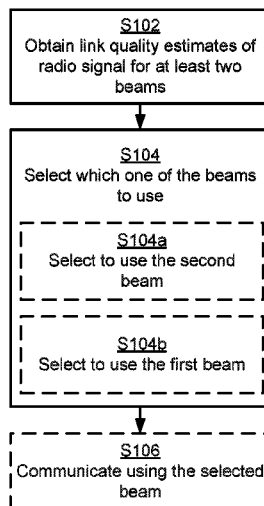 S102
Obtain link quality estimates of
radio signal for at least two
beams
S104
Select which one of the beams
to use
S104a
Select to use the second
beam
S104b
Select to use the first beam
S106
Communicate using the selected
beam